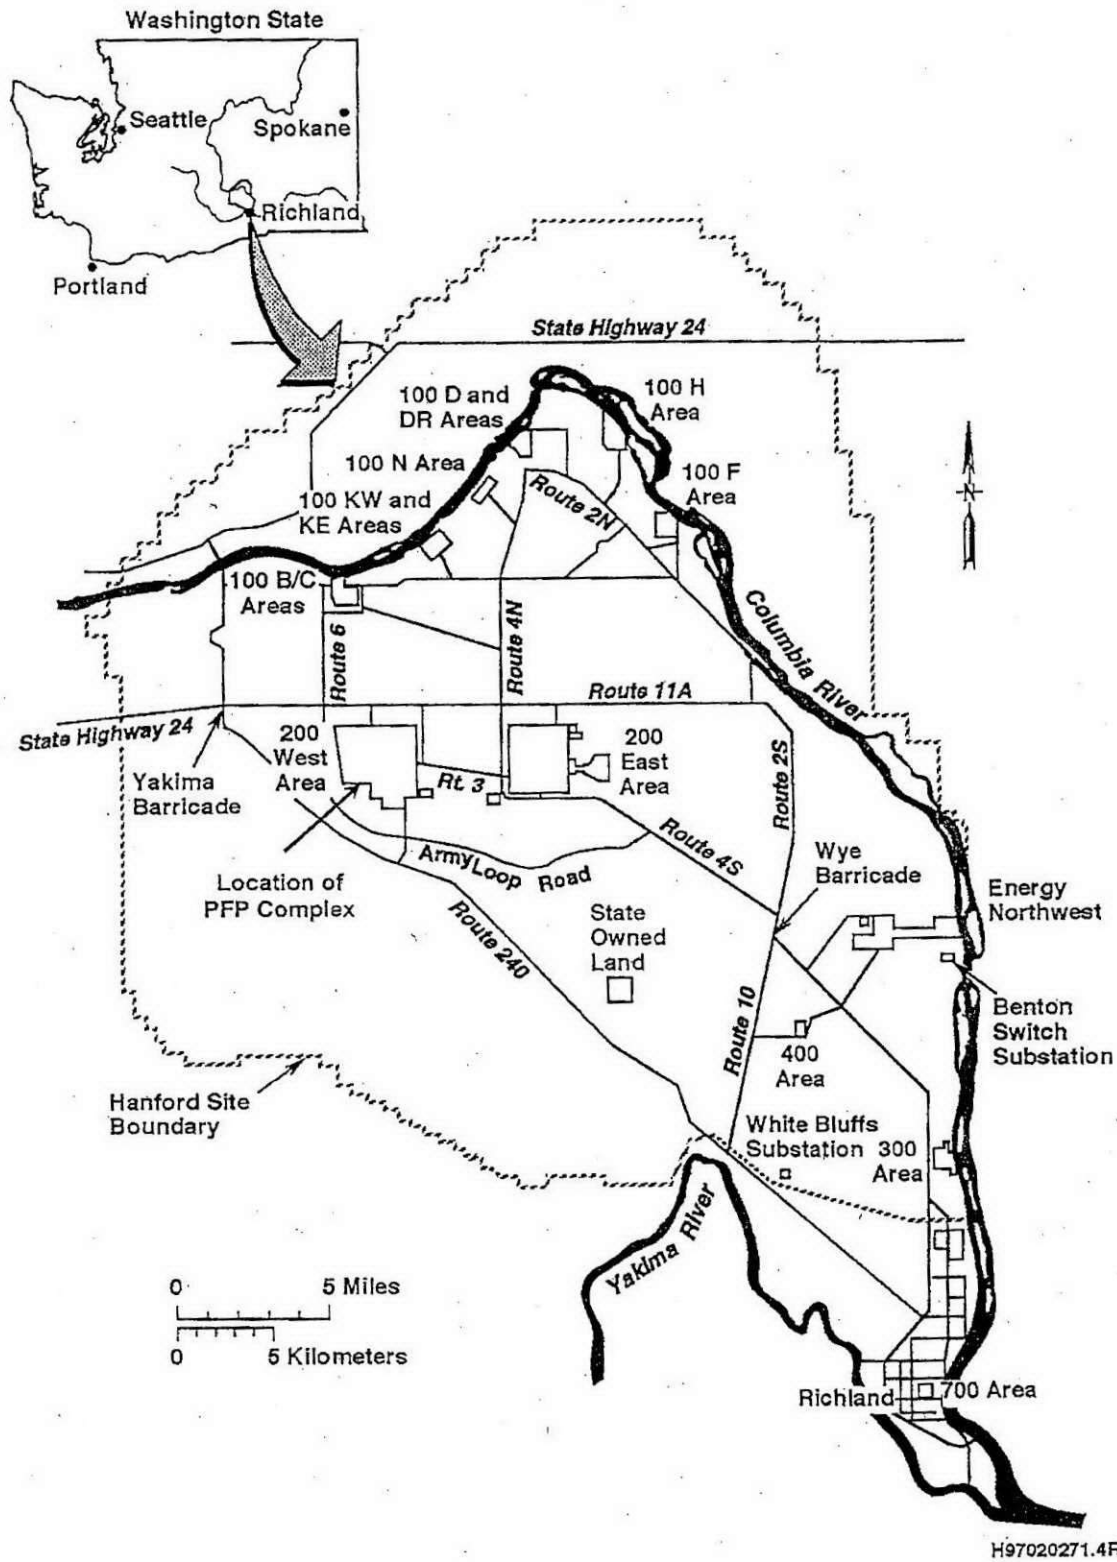 Washington State
Seattle
Spokane
Richland
Portland
State Highway 24
100 D and
DR Areas
100 H
Area
100 N Area
100 F
Area
100 KW and
KE Areas
Route 2N
N
100 B/C
Areas
Columbia River
Route 6
Route 4N
Route 11A
State Highway 24
200
West
Area
200
East
Area
Yakima
Barricade
Rt. 3
Route 2S
Route 4S
Army Loop Road
Wye
Barricade
Location of
PFP Complex
Energy
Northwest
State
Owned
Land
Route 240
Route 10
Benton
Switch
Substation
400
Area
Hanford Site
Boundary
White Bluffs
Substation
300
Area
Yakima River
0 5 Miles
0 5 Kilometers
Richland
700 Area
H97020271.4F